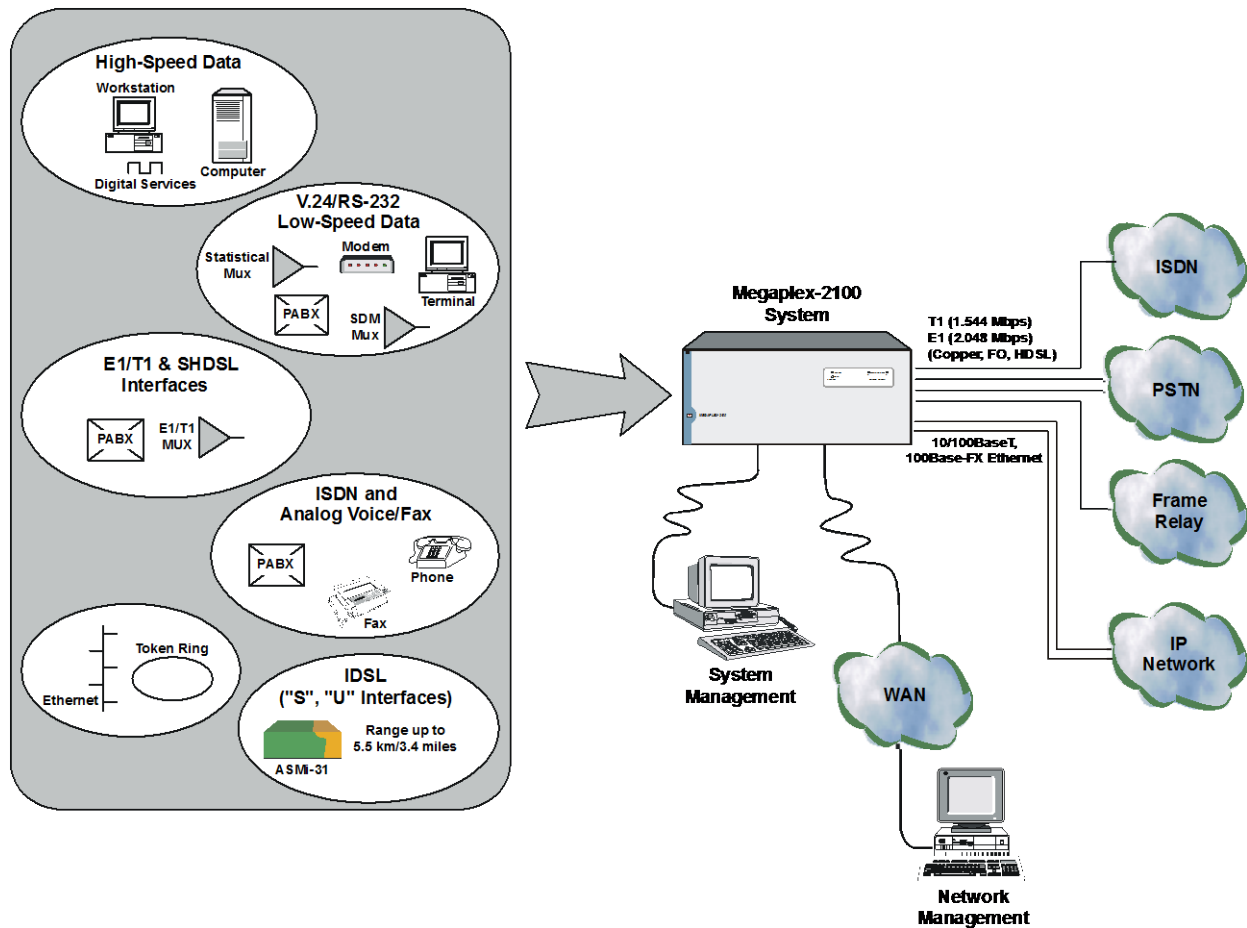 High-Speed Data
Workstation
Computer
Digital Services
V.24/RS-232
Low-Speed Data
Statistical
Mux
Modem
Terminal
PABX
SDM
Mux
E1/T1 & SHDSL
Interfaces
PABX
E1/T1
MUX
ISDN and
Analog Voice/Fax
PABX
Phone
Fax
Token Ring
Ethernet
IDSL
("S", "U" Interfaces)
Range up to
5.5 km/3.4 miles
ASMi-31
Megaplex-2100
System
T1 (1.544 Mbps)
E1 (2.048 Mbps)
(Copper, FO, HDSL)
10/100BaseT,
100Base-FX Ethernet
ISDN
PSTN
Frame
Relay
IP
Network
System
Management
WAN
Network
Management